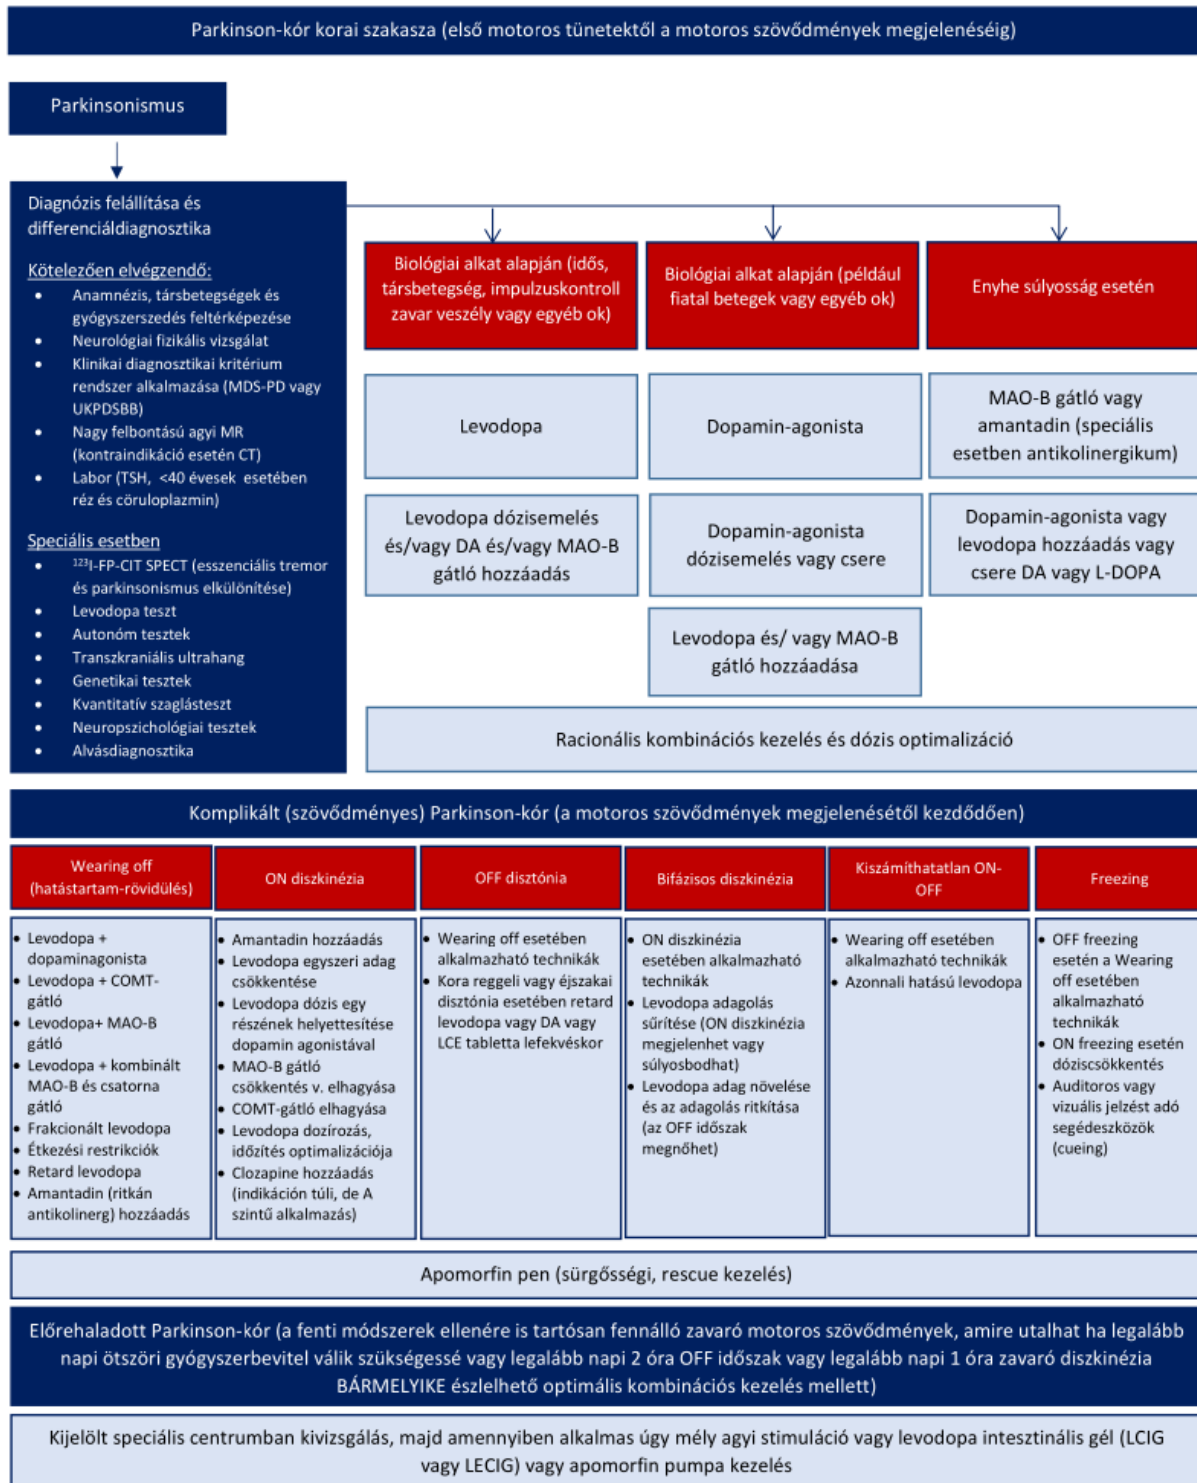 Parkinson-kór korai szakasza (első motoros tünetektől a motoros szövődmények megjelenéséig)
Parkinsonismus
Diagnózis felállítása és
differenciáldiagnosztika
Kötelezően elvégzendő:
• Anamnézis, társbetegségek és
gyógyszerszedés feltérképezése
• Neurológiai fizikális vizsgálat
• Klinikai diagnosztikai kritérium
rendszer alkalmazása (MDS-PD vagy
UKPDSBB)
• Nagy felbontású agyi MR
(kontraindikáció esetén CT)
• Labor (TSH, <40 évesek esetében
réz és cöruloplazmin)
Speciális esetben
• ¹²³I-FP-CIT SPECT (esszenciális tremor
és parkinsonismus elkülönítése)
• Levodopa teszt
• Autonóm tesztek
• Transzkraniális ultrahang
• Genetikai tesztek
• Kvantitatív szaglásteszt
• Neuropszichológiai tesztek
• Alvásdiagnosztika
Biológiai alkat alapján (idős,
társbetegség, impulzuskontroll
zavar veszély vagy egyéb ok)
Levodopa
Levodopa dózisemelés
és/vagy DA és/vagy MAO-B
gátló hozzáadás
Biológiai alkat alapján (például
fiatal betegek vagy egyéb ok)
Dopamin-agonista
Dopamin-agonista
dózisemelés vagy csere
Levodopa és/ vagy MAO-B
gátló hozzáadása
Enyhe súlyosság esetén
MAO-B gátló vagy
amantadin (speciális
esetben antikolinergikum)
Dopamin-agonista vagy
levodopa hozzáadás vagy
csere DA vagy L-DOPA
Racionális kombinációs kezelés és dózis optimalizáció
Komplikált (szövődményes) Parkinson-kór (a motoros szövődmények megjelenésétől kezdődően)
Wearing off
(hatástartam-rövidülés)
• Levodopa +
dopaminagonista
• Levodopa + COMT-
gátló
• Levodopa+ MAO-B
gátló
• Levodopa + kombinált
MAO-B és csatorna
gátló
• Frakcionált levodopa
• Étkezési restrikciók
• Retard levodopa
• Amantadin (ritkán
antikolinerg) hozzáadás
ON diszkinézia
• Amantadin hozzáadás
• Levodopa egyszeri adag
csökkentése
• Levodopa dózis egy
részének helyettesítése
dopamin agonistával
• MAO-B gátló
csökkentés v. elhagyása
• COMT-gátló elhagyása
• Levodopa dozírozás,
időzítés optimalizációja
• Clozapine hozzáadás
(indikáción túli, de A
szintű alkalmazás)
OFF disztónia
• Wearing off esetében
alkalmazható technikák
• Kora reggeli vagy éjszakai
disztónia esetében retard
levodopa vagy DA vagy
LCE tabletta lefekvéskor
Bifázisos diszkinézia
• ON diszkinézia
esetében alkalmazható
technikák
• Levodopa adagolás
sűrítése (ON diszkinézia
megjelenhet vagy
súlyosbodhat)
• Levodopa adag növelése
és az adagolás ritkítása
(az OFF időszak
megnőhet)
Kiszámíthatatlan ON-
OFF
• Wearing off esetében
alkalmazható technikák
• Azonnali hatású levodopa
Freezing
• OFF freezing
esetén a Wearing
off esetében
alkalmazható
technikák
• ON freezing esetén
dóziscsökkentés
• Auditoros vagy
vizuális jelzést adó
segédeszközök
(cueing)
Apomorfin pen (sürgősségi, rescue kezelés)
Előrehaladott Parkinson-kór (a fenti módszerek ellenére is tartósan fennálló zavaró motoros szövődmények, amire utalhat ha legalább
napi ötszöri gyógyszerbevitel válik szükségessé vagy legalább napi 2 óra OFF időszak vagy legalább napi 1 óra zavaró diszkinézia
BÁRMELYIKE észlelhető optimális kombinációs kezelés mellett)
Kijelölt speciális centrumban kivizsgálás, majd amennyiben alkalmas úgy mély agyi stimuláció vagy levodopa intesztinális gél (LCIG
vagy LECIG) vagy apomorfin pumpa kezelés